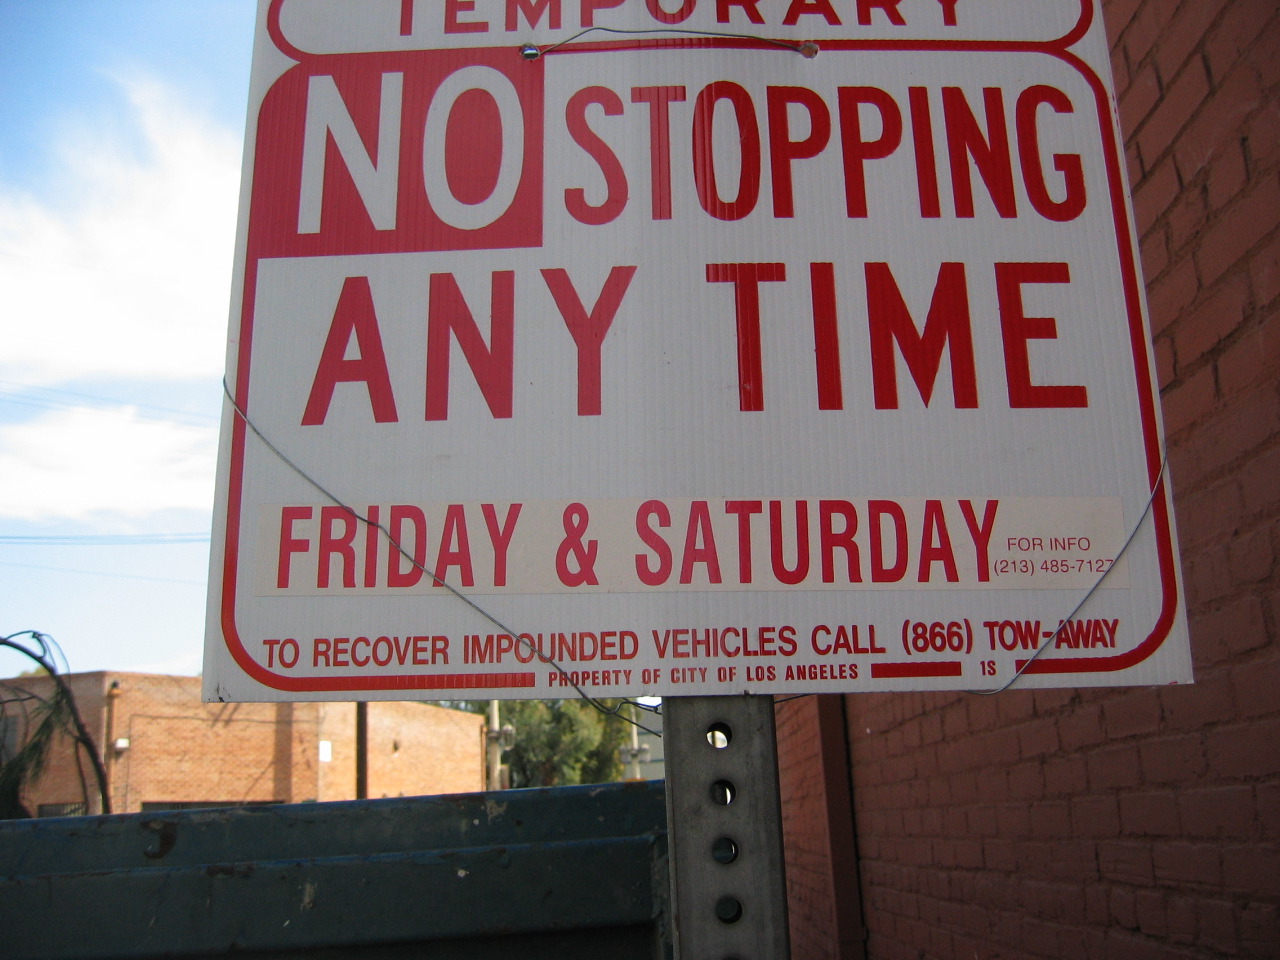 TEMPORARY
NO STOPPING
ANY TIME
FRIDAY & SATURDAY
FOR INFO
(213) 485-7127
TO RECOVER IMPOUNDED VEHICLES CALL (866) TOW-AWAY
PROPERTY OF CITY OF LOS ANGELES IS